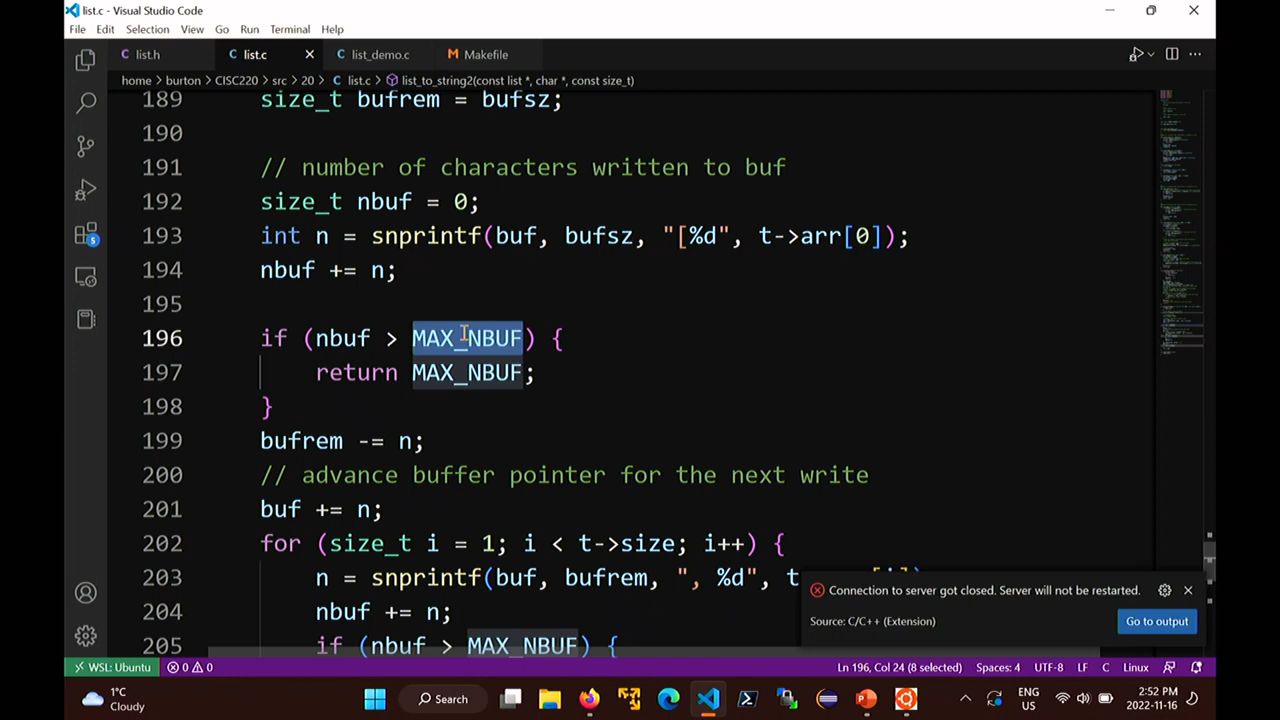 list.c - Visual Studio Code
File Edit Selection View Go Run Terminal Help
list.h list.c list_demo.c Makefile
home > burton > CISC220 > src > 20 > list.c > list_to_string2(const list *, char *, const size_t)
189 size_t bufrem = bufsz;
190
191 // number of characters written to buf
192 size_t nbuf = 0;
193 int n = snprintf(buf, bufsz, "[%d", t->arr[0]);
194 nbuf += n;
195
196 if (nbuf > MAX_NBUF) {
197 return MAX_NBUF;
198 }
199 bufrem -= n;
200 // advance buffer pointer for the next write
201 buf += n;
202 for (size_t i = 1; i < t->size; i++) {
203 n = snprintf(buf, bufrem, ", %d",
204 nbuf += n;
205 if (nbuf > MAX_NBUF) {
5
Connection to server got closed. Server will not be restarted.
Source: C/C++ (Extension)
Go to output
WSL: Ubuntu 0 0 Ln 196, Col 24 (8 selected) Spaces: 4 UTF-8 LF C Linux
1°C
Cloudy
Search
ENG
US
2:52 PM
2022-11-16